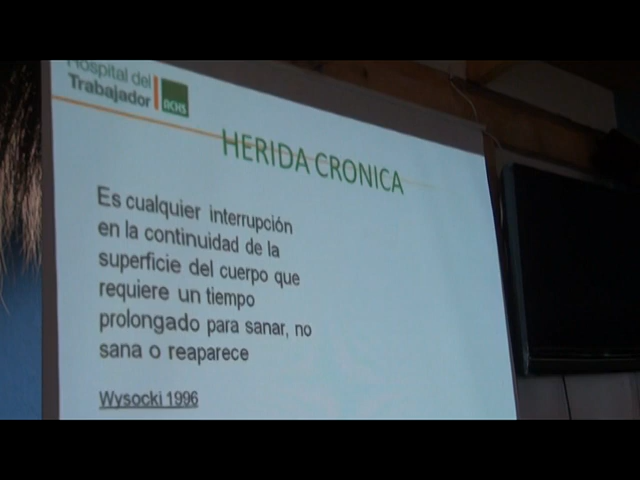 Hospital del
Trabajador
ACHS
HERIDA CRONICA
Es cualquier interrupción
en la continuidad de la
superficie del cuerpo que
requiere un tiempo
prolongado para sanar, no
sana o reaparece
Wysocki 1996